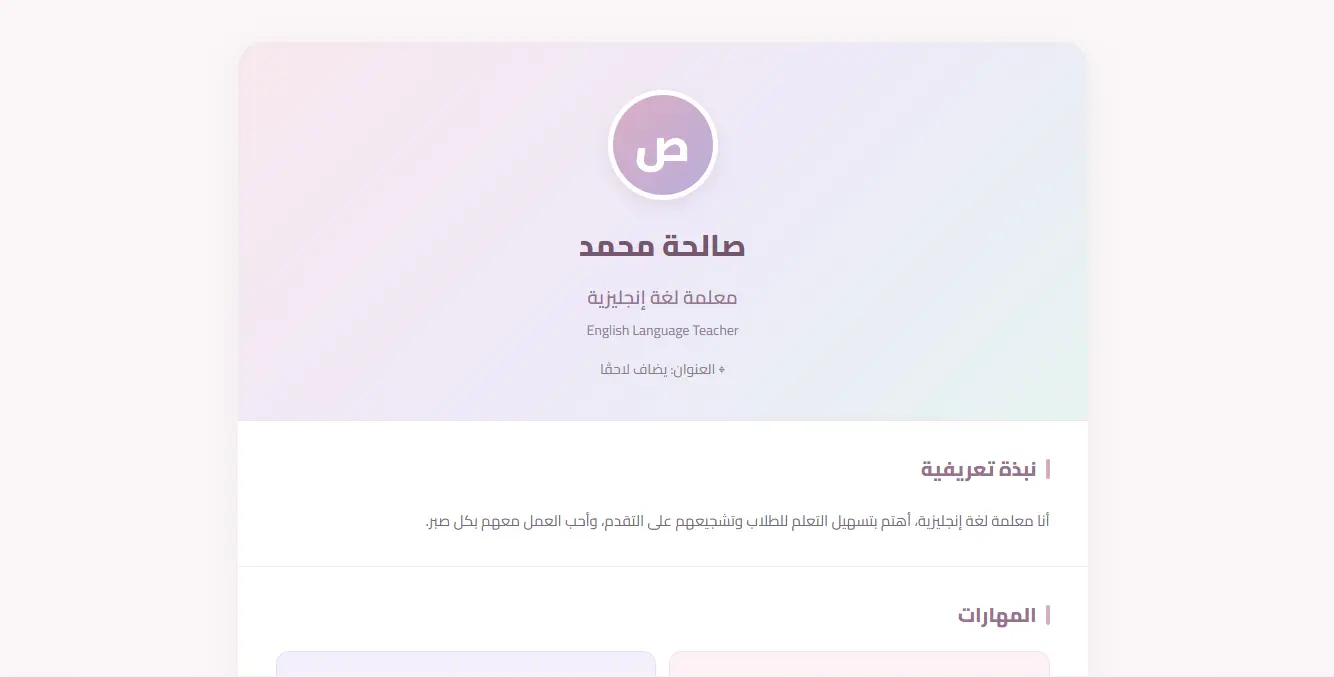 ص
صالحة محمد
معلمة لغة إنجليزية
English Language Teacher
⌖ العنوان: يضاف لاحقًا
نبذة تعريفية
أنا معلمة لغة إنجليزية، أهتم بتسهيل التعلم للطلاب وتشجيعهم على التقدم، وأحب العمل معهم بكل صبر.
المهارات